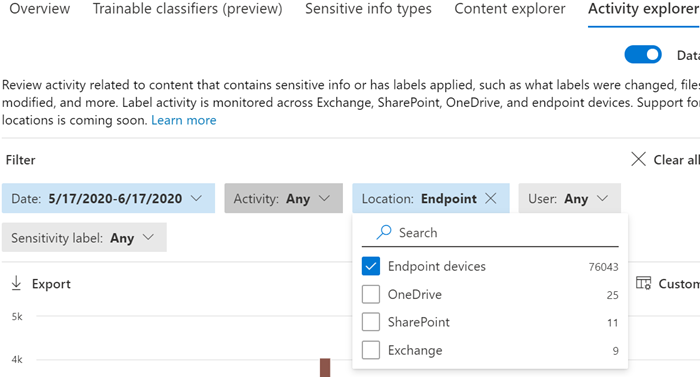 Overview Trainable classifiers (preview) Sensitive info types Content explorer Activity explorer
Data
Review activity related to content that contains sensitive info or has labels applied, such as what labels were changed, files
modified, and more. Label activity is monitored across Exchange, SharePoint, OneDrive, and endpoint devices. Support for
locations is coming soon. Learn more
Filter Clear all
Date: 5/17/2020-6/17/2020 Activity: Any Location: Endpoint User: Any
Sensitivity label: Any
Search
Endpoint devices 76043
OneDrive 25
SharePoint 11
Exchange 9
Export Custom
5k
4k